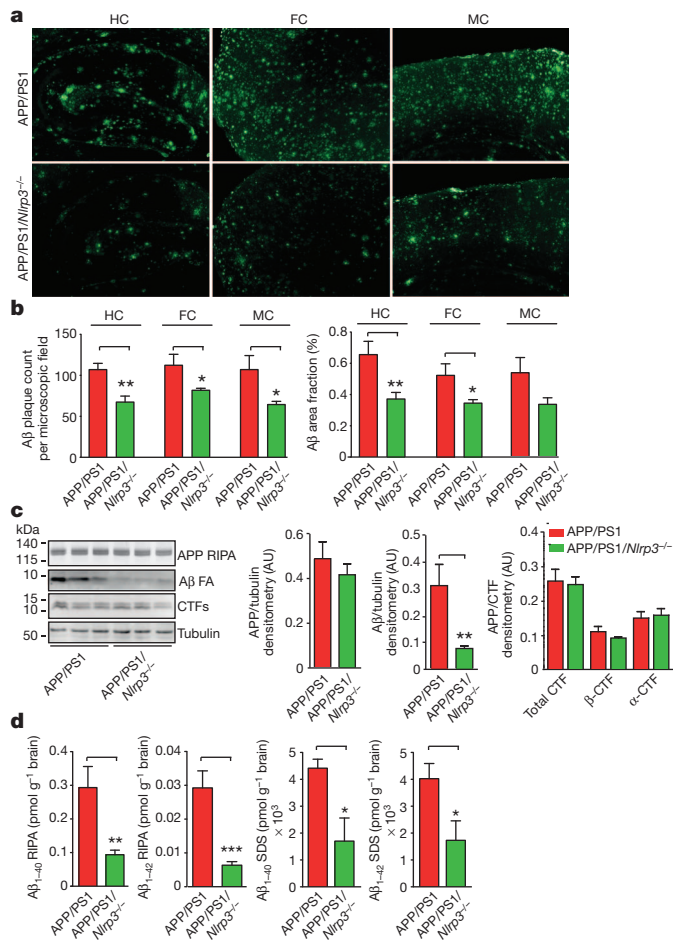 a
HC FC MC
APP/PS1
APP/PS1/Nlrp3–/–
b
HC FC MC
Aβ plaque count
per microscopic field
150
100
50
0
** * *
APP/PS1
APP/PS1/
Nlrp3–/–
APP/PS1
APP/PS1/
Nlrp3–/–
APP/PS1
APP/PS1/
Nlrp3–/–
HC FC MC
Aβ area fraction (%)
0.8
0.6
0.4
0.2
0
** *
APP/PS1
APP/PS1/
Nlrp3–/–
APP/PS1
APP/PS1/
Nlrp3–/–
APP/PS1
APP/PS1/
Nlrp3–/–
c
kDa
140
115
APP RIPA
10
Aβ FA
15
10
CTFs
50
Tubulin
APP/PS1
APP/PS1/
Nlrp3–/–
APP/tubulin
densitometry (AU)
0.6
0.4
0.2
0
APP/PS1
APP/PS1/
Nlrp3–/–
Aβ/tubulin
densitometry (AU)
0.5
0.4
0.3
0.2
0.1
0
**
APP/PS1
APP/PS1/
Nlrp3–/–
APP/PS1
APP/PS1/Nlrp3–/–
APP/CTF
densitometry (AU)
0.5
0.4
0.3
0.2
0.1
0
Total CTF
β-CTF
α-CTF
d
Aβ1–40 RIPA (pmol g–1 brain)
0.4
0.3
0.2
0.1
0
**
APP/PS1
APP/PS1/
Nlrp3–/–
Aβ1–42 RIPA (pmol g–1 brain)
0.04
0.03
0.02
0.01
0
***
APP/PS1
APP/PS1/
Nlrp3–/–
Aβ1–40 SDS (pmol g–1 brain)
× 10³
5
4
3
2
1
0
*
APP/PS1
APP/PS1/
Nlrp3–/–
Aβ1–42 SDS (pmol g–1 brain)
× 10³
5
4
3
2
1
0
*
APP/PS1
APP/PS1/
Nlrp3–/–